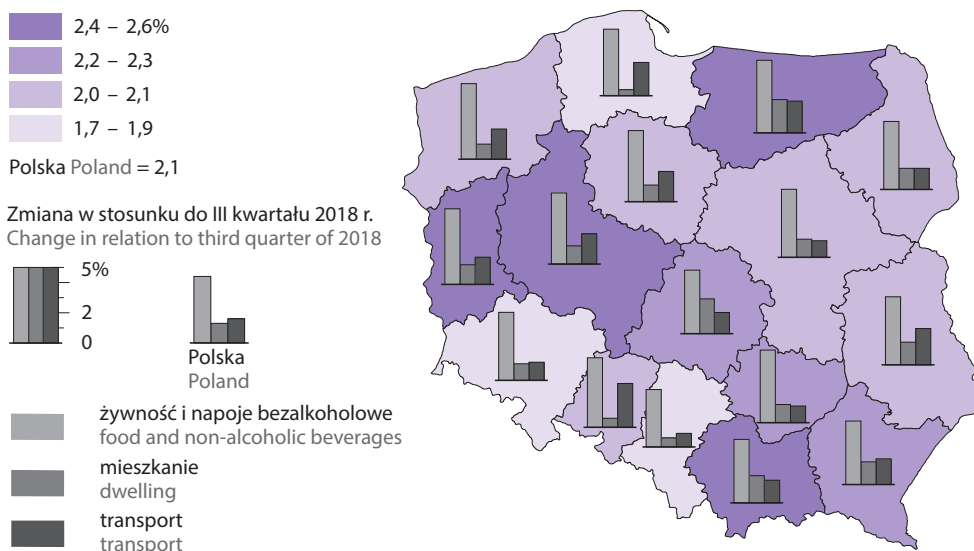 2,4 – 2,6%
2,2 – 2,3
2,0 – 2,1
1,7 – 1,9
Polska Poland = 2,1
Zmiana w stosunku do III kwartału 2018 r.
Change in relation to third quarter of 2018
5%
2
0
Polska
Poland
żywność i napoje bezalkoholowe
food and non-alcoholic beverages
mieszkanie
dwelling
transport
transport